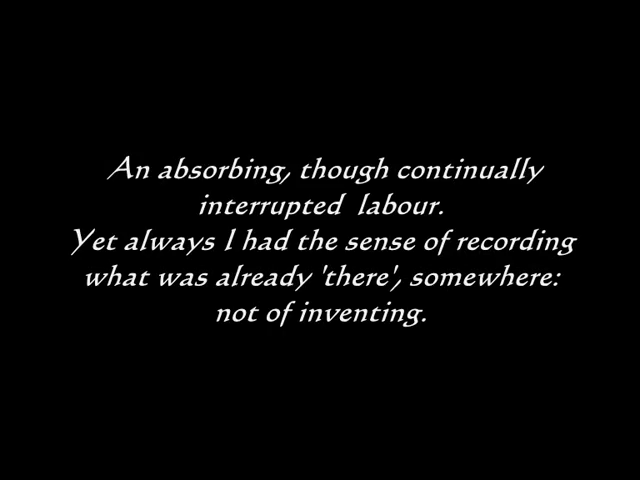 An absorbing, though continually
interrupted labour.
Yet always I had the sense of recording
what was already 'there', somewhere:
not of inventing.